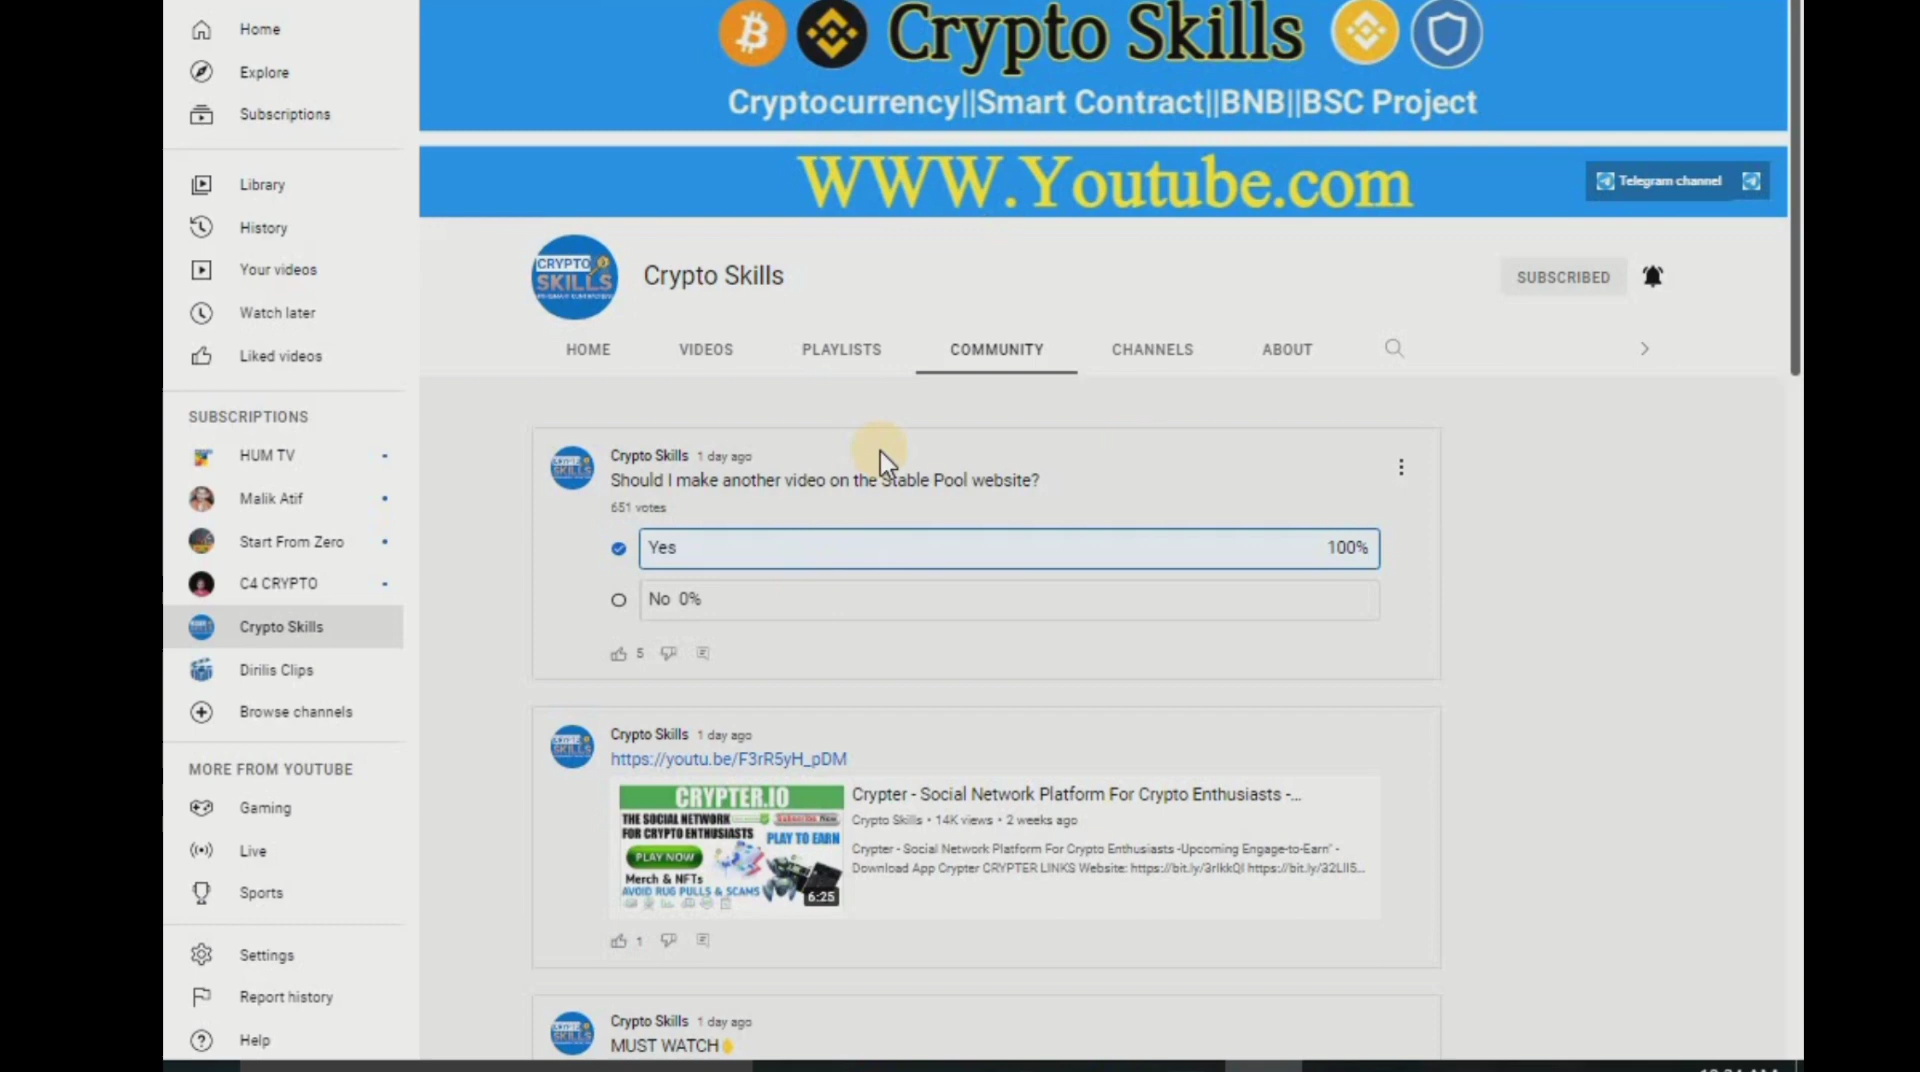 Home
Explore
Subscriptions
Library
History
Your videos
Watch later
Liked videos
SUBSCRIPTIONS
HUM TV
Malik Atif
Start From Zero
C4 CRYPTO
Crypto Skills
Dirilis Clips
Browse channels
MORE FROM YOUTUBE
Gaming
Live
Sports
Settings
Report history
Help
Crypto Skills
Cryptocurrency||Smart Contract||BNB||BSC Project
WWW.Youtube.com
Telegram channel
CRYPTO
SKILLS
Crypto Skills
SUBSCRIBED
HOME VIDEOS PLAYLISTS COMMUNITY CHANNELS ABOUT
Crypto Skills 1 day ago
Should I make another video on the Stable Pool website?
651 votes
Yes 100%
No 0%
5
Crypto Skills 1 day ago
https://youtu.be/F3rR5yH_pDM
CRYPTER.IO
THE SOCIAL NETWORK
Subscribe Now
FOR CRYPTO ENTHUSIASTS
PLAY TO EARN
PLAY NOW
Merch & NFTs
AVOID RUG PULLS & SCAMS
6:25
Crypter - Social Network Platform For Crypto Enthusiasts -...
Crypto Skills • 14K views • 2 weeks ago
Crypter - Social Network Platform For Crypto Enthusiasts -Upcoming Engage-to-Earn" -
Download App Crypter CRYPTER LINKS Website: https://bit.ly/3rIkkQI https://bit.ly/32LlI5...
1
Crypto Skills 1 day ago
MUST WATCH